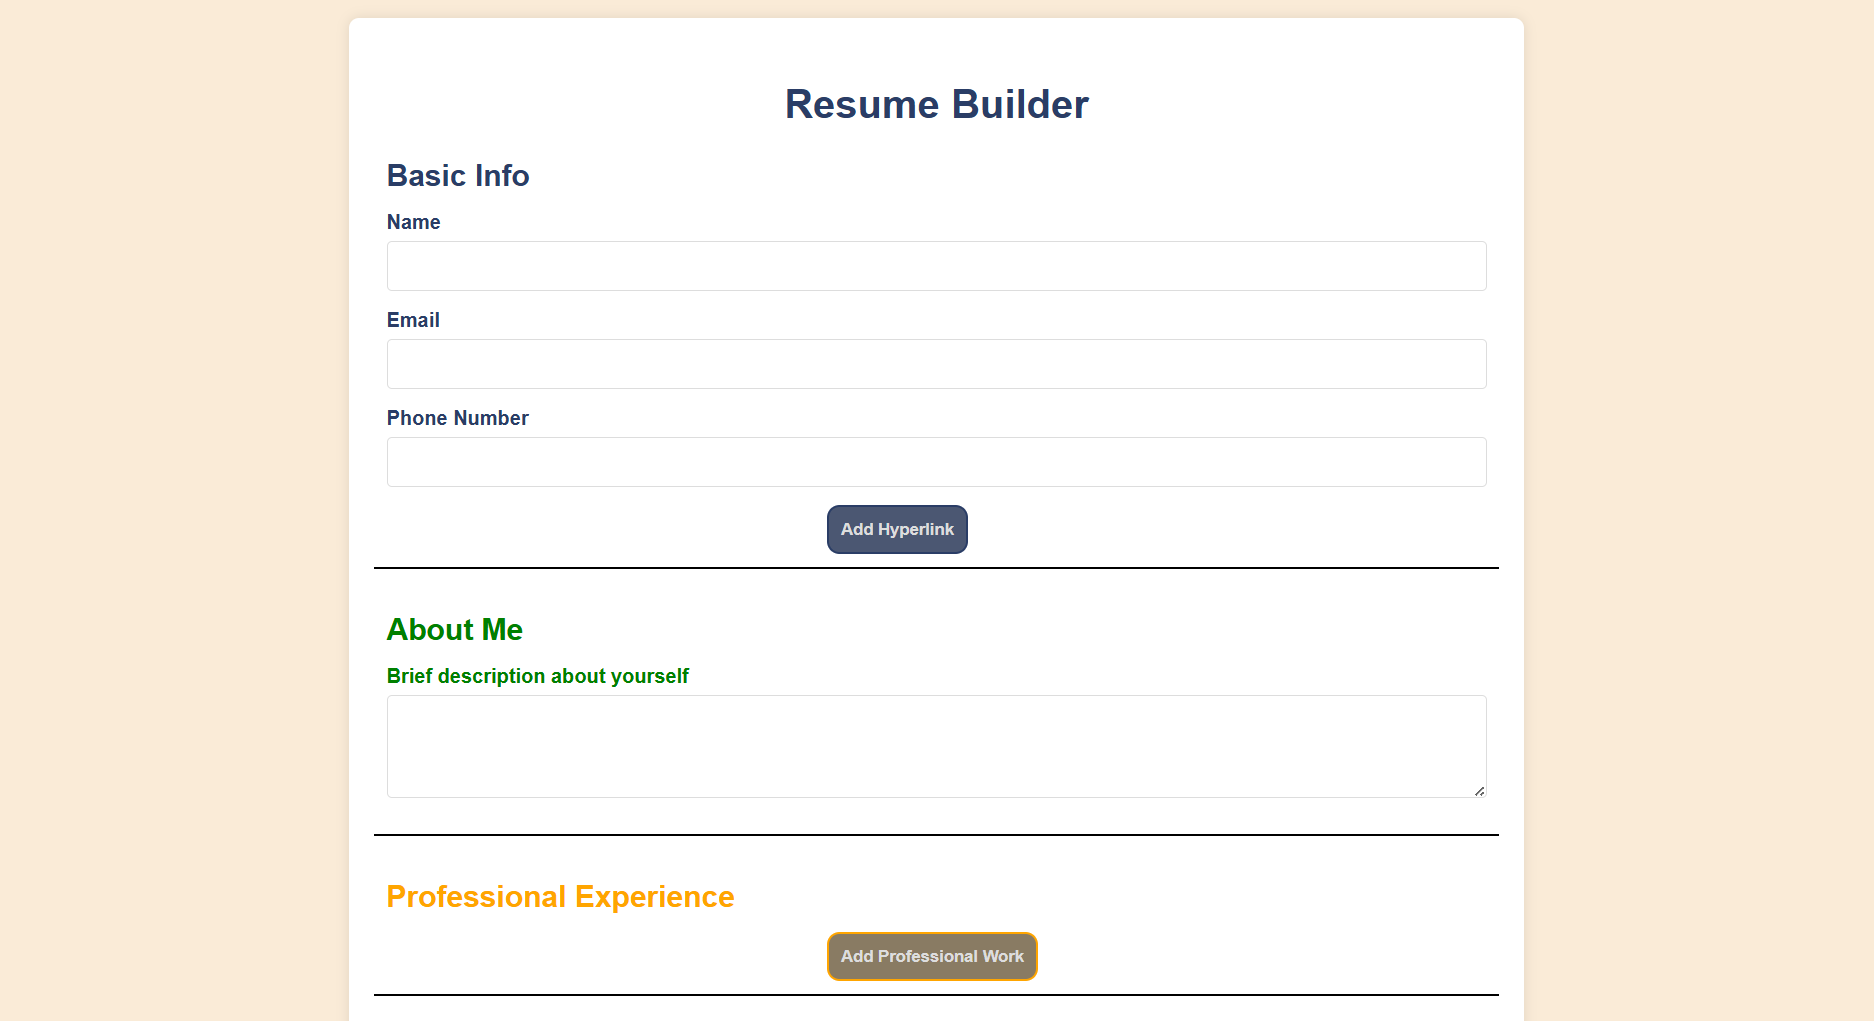 Resume Builder
Basic Info
Name
Email
Phone Number
Add Hyperlink
About Me
Brief description about yourself
Professional Experience
Add Professional Work